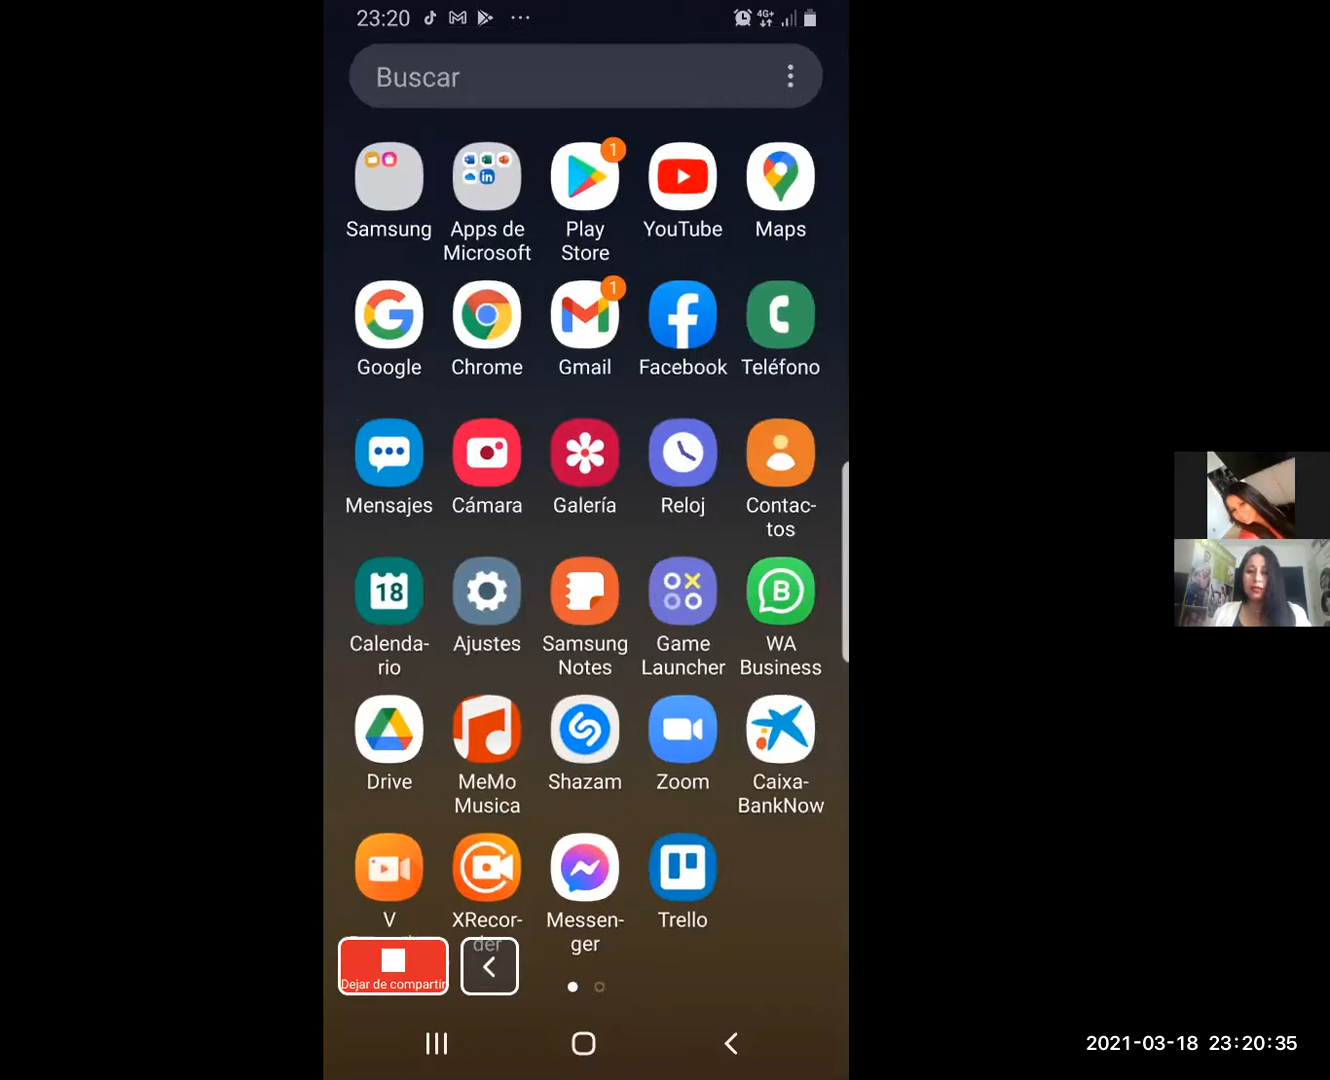 23:20
4G+
Buscar
1
Samsung
Apps de
Microsoft
Play
Store
YouTube
Maps
1
Google
Chrome
Gmail
Facebook
Teléfono
Mensajes
Cámara
Galería
Reloj
Contac-
tos
18
B
Calenda-
rio
Ajustes
Samsung
Notes
Game
Launcher
WA
Business
Drive
MeMo
Musica
Shazam
Zoom
Caixa-
BankNow
V
XRecor-
der
Messen-
ger
Trello
Dejar de compartir
2021-03-18 23:20:35